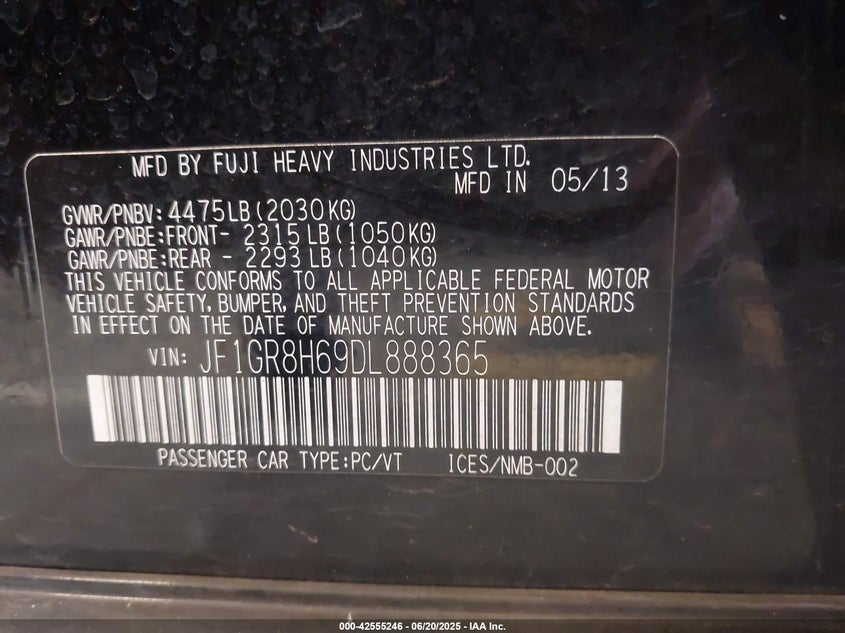 MFD BY FUJI HEAVY INDUSTRIES LTD.
MFD IN 05/13
GVWR/PNBV: 4475LB (2030KG)
GAWR/PNBE:FRONT- 2315 LB (1050KG)
GAWR/PNBE:REAR - 2293 LB (1040KG)
THIS VEHICLE CONFORMS TO ALL APPLICABLE FEDERAL MOTOR
VEHICLE SAFETY, BUMPER, AND THEFT PREVENTION STANDARDS
IN EFFECT ON THE DATE OF MANUFACTURE SHOWN ABOVE.
VIN: JF1GR8H69DL888365
PASSENGER CAR TYPE:PC/VT ICES/NMB-002
000-42555246 - 06/20/2025 - IAA Inc.